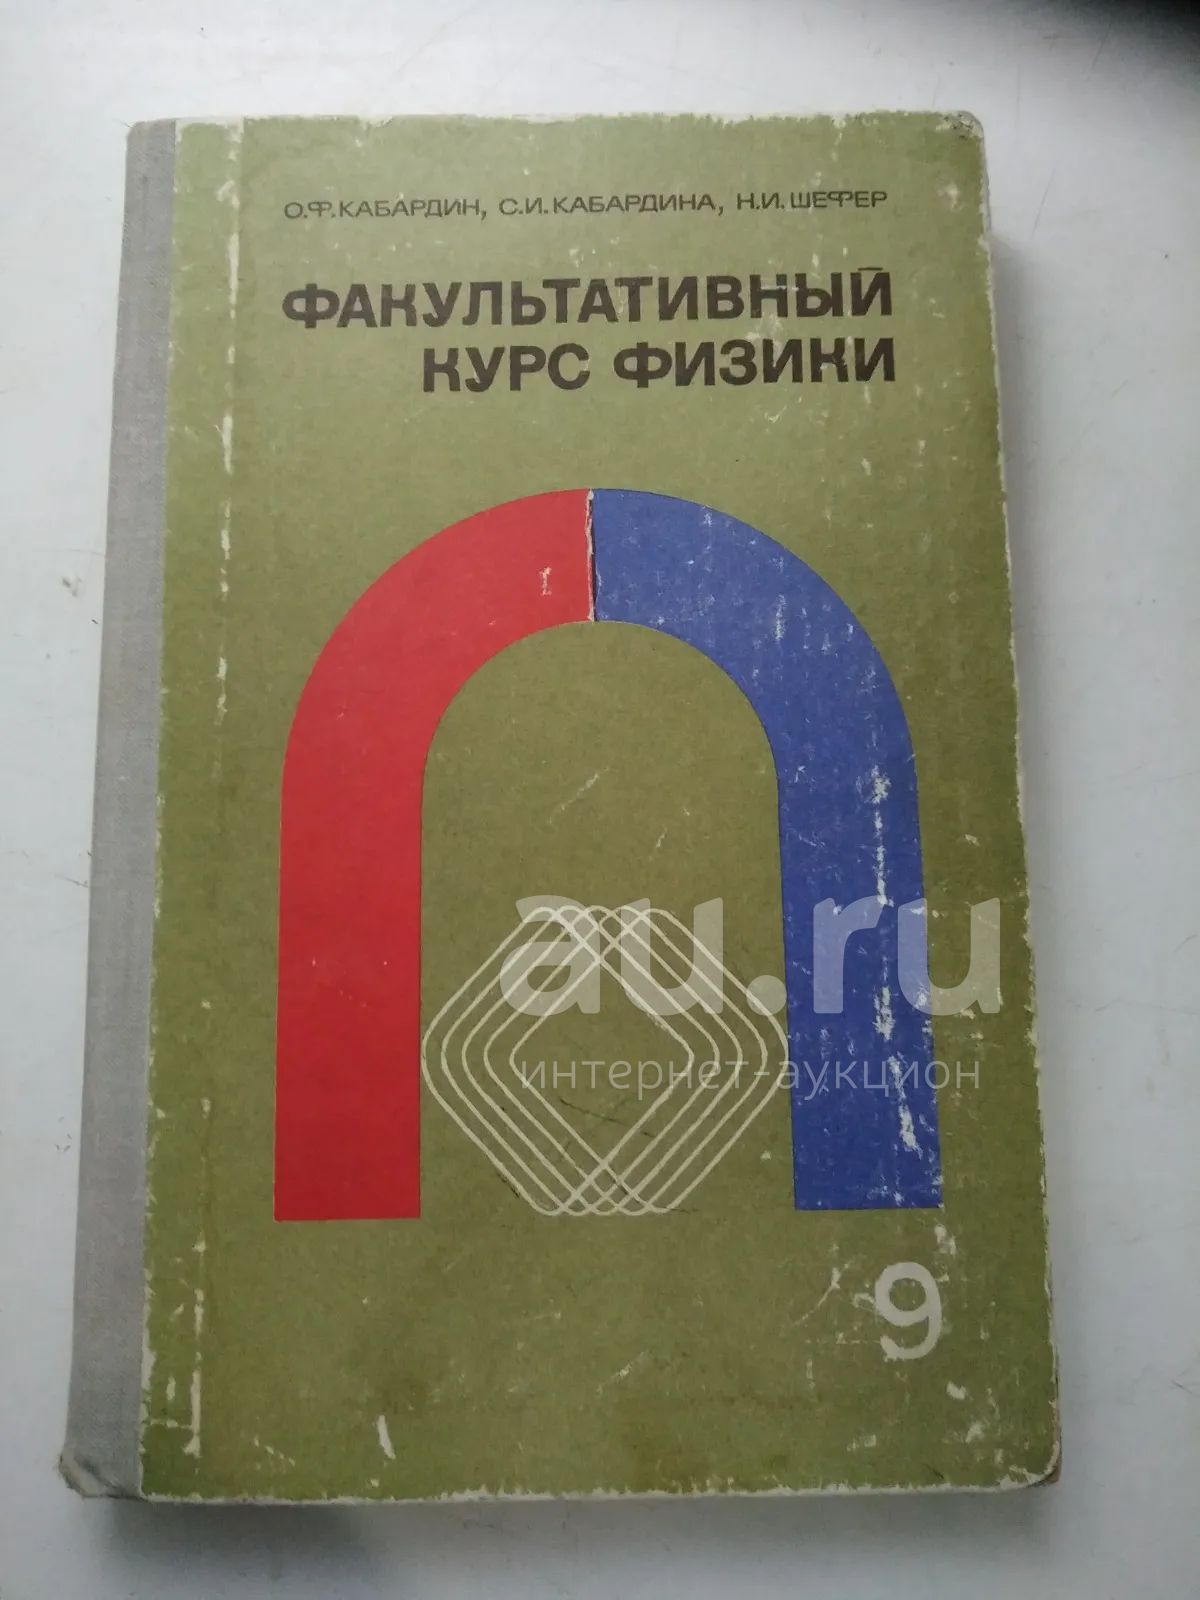 О.Ф.КАБАРДИН, С.И.КАБАРДИНА, Н.И.ШЕФЕР
ФАКУЛЬТАТИВНЫЙ
КУРС ФИЗИКИ
au.ru
интернет-аукцион
9